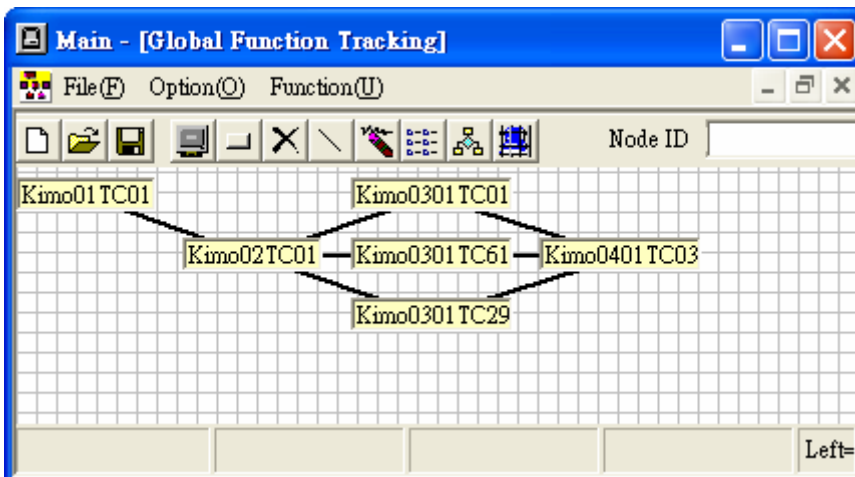 Main - [Global Function Tracking]
File(F) Option(O) Function(U)
Node ID
Kimo01TC01 Kimo0301TC01
Kimo02TC01 Kimo0301TC61 Kimo0401TC03
Kimo0301TC29
Left=